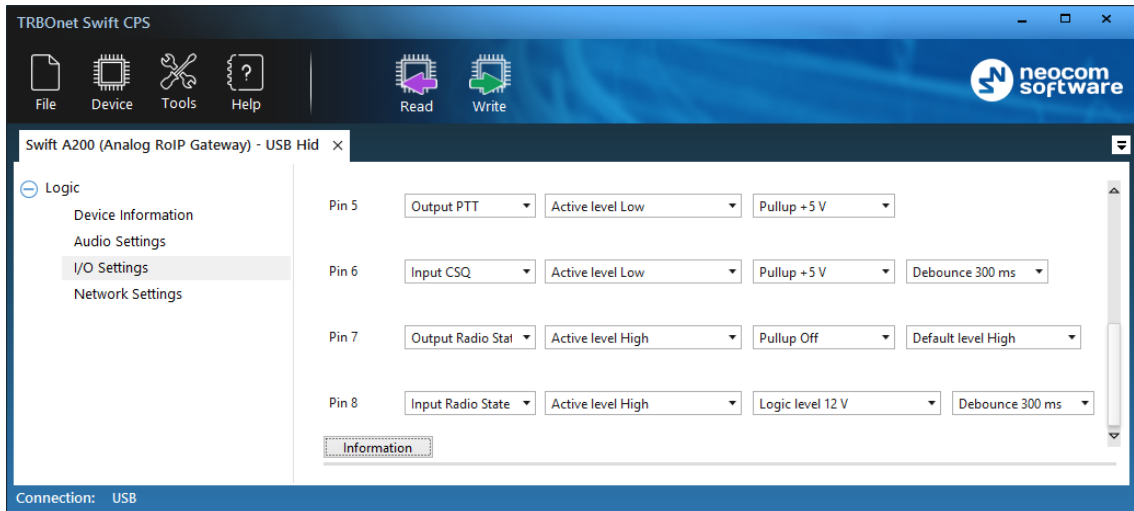 TRBOnet Swift CPS
File Device Tools Help Read Write
neocom
software
Swift A200 (Analog RoIP Gateway) - USB Hid
Logic
Device Information
Audio Settings
I/O Settings
Network Settings
Pin 5 Output PTT Active level Low Pullup +5 V
Pin 6 Input CSQ Active level Low Pullup +5 V Debounce 300 ms
Pin 7 Output Radio Stat Active level High Pullup Off Default level High
Pin 8 Input Radio State Active level High Logic level 12 V Debounce 300 ms
Information
Connection: USB